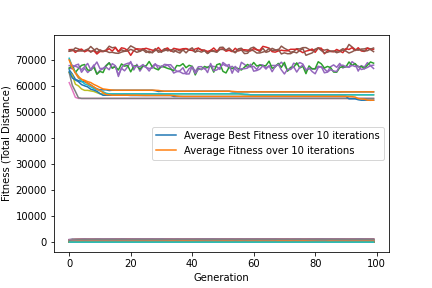 70000
60000
50000
40000
30000
20000
10000
0
Fitness (Total Distance)
Average Best Fitness over 10 iterations
Average Fitness over 10 iterations
0 20 40 60 80 100
Generation